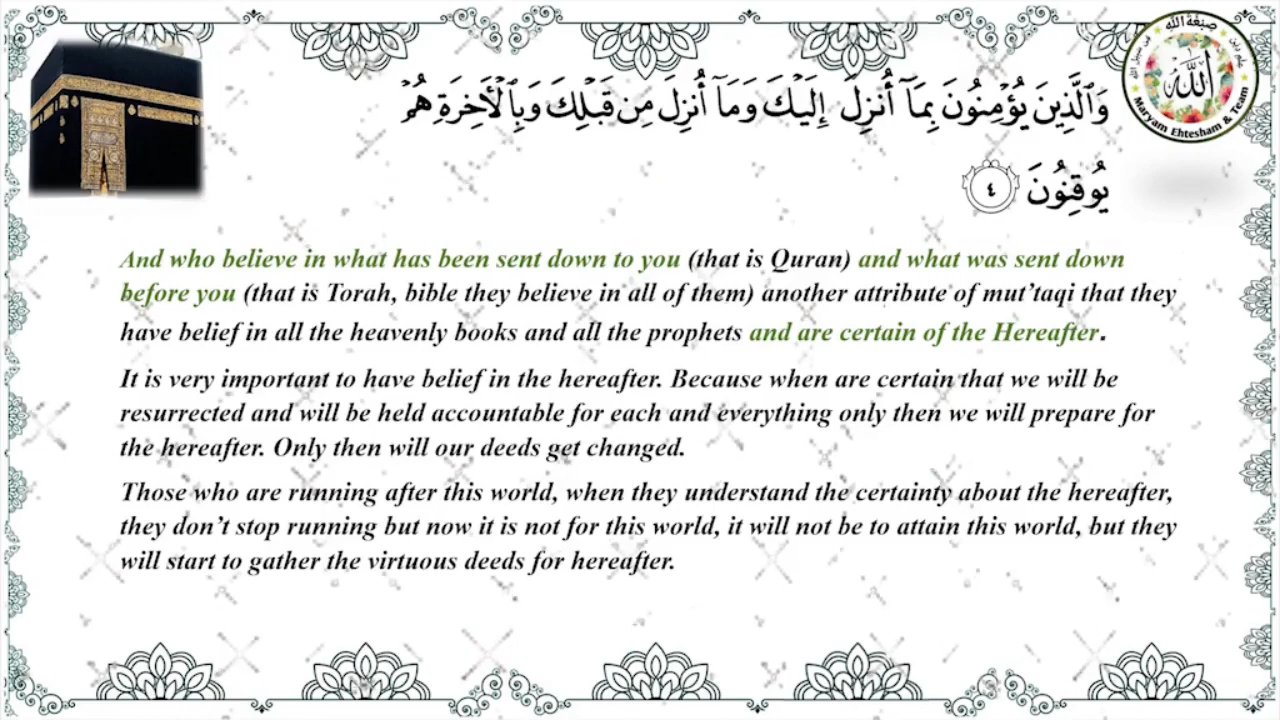 وَٱلَّذِينَ يُؤۡمِنُونَ بِمَآ أُنزِلَ إِلَيۡكَ وَمَآ أُنزِلَ مِن قَبۡلِكَ وَبِٱلۡأٓخِرَةِ هُمۡ
يُوقِنُونَ ٤
صِبْغَةَ اللّٰهِ
اللّٰه
Maryam Ehtesham & Team
And who believe in what has been sent down to you (that is Quran) and what was sent down
before you (that is Torah, bible they believe in all of them) another attribute of mut’taqi that they
have belief in all the heavenly books and all the prophets and are certain of the Hereafter.
It is very important to have belief in the hereafter. Because when are certain that we will be
resurrected and will be held accountable for each and everything only then we will prepare for
the hereafter. Only then will our deeds get changed.
Those who are running after this world, when they understand the certainty about the hereafter,
they don’t stop running but now it is not for this world, it will not be to attain this world, but they
will start to gather the virtuous deeds for hereafter.